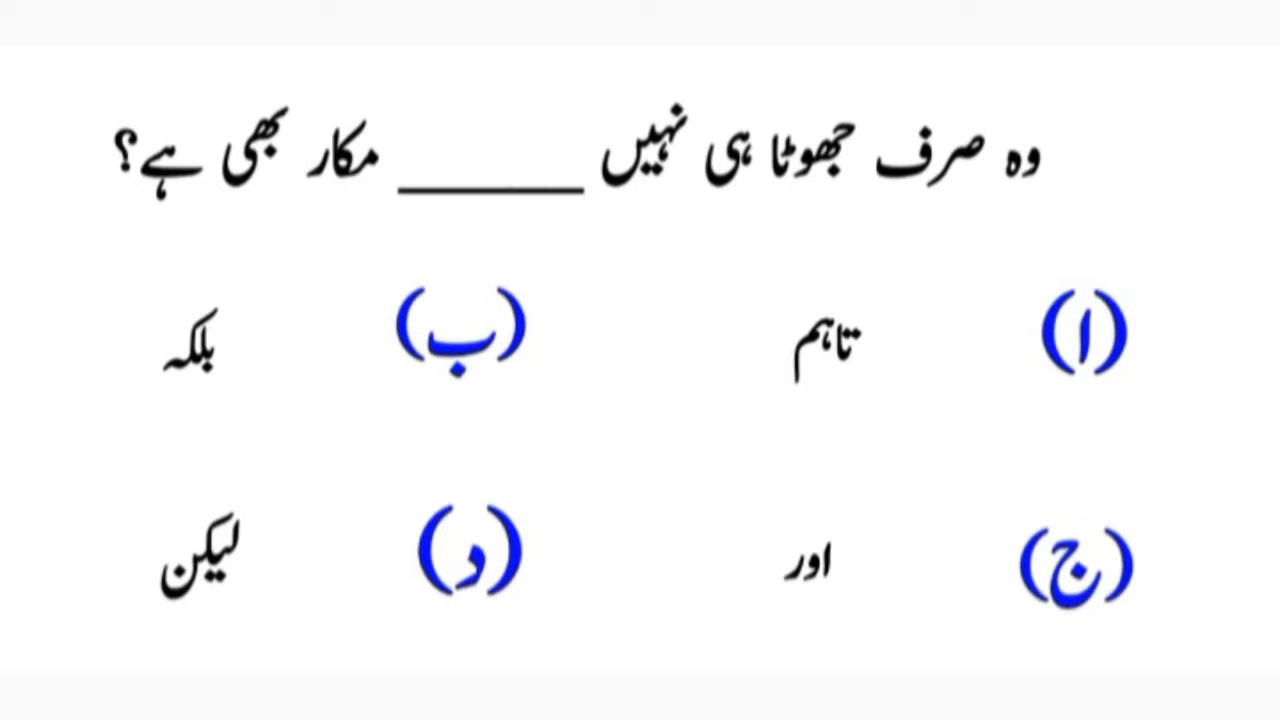 وہ صرف جھوٹا ہی نہیں ______ مکار بھی ہے؟
(ا) تاہم (ب) بلکہ
(ج) اور (د) لیکن